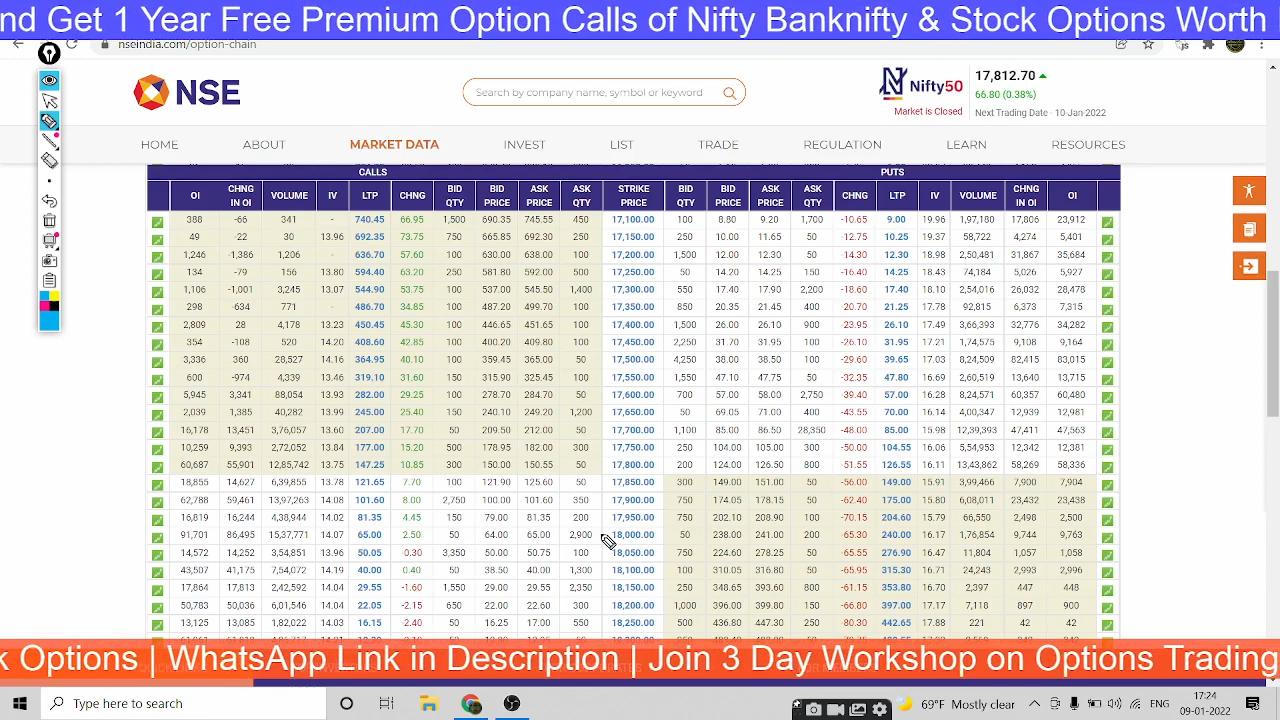 nd Get 1 Year Free Premium Option Calls of Nifty Banknifty & Stock Options Worth
nseindia.com/option-chain
NSE
Search by company name, symbol or keyword
Nifty50
Market is Closed
17,812.70
66.80 (0.38%)
Next Trading Date - 10-Jan-2022
HOME ABOUT MARKET DATA INVEST LIST TRADE REGULATION LEARN RESOURCES
CALLS PUTS
OI CHNG IN OI VOLUME IV LTP CHNG BID QTY BID PRICE ASK PRICE ASK QTY STRIKE PRICE BID QTY BID PRICE ASK PRICE ASK QTY CHNG LTP IV VOLUME CHNG IN OI OI
388 -66 341 - 740.45 66.95 1,500 690.35 745.55 450 17,100.00 100 8.80 9.20 1,700 -10.65 9.00 19.96 1,97,180 17,806 23,912
49 -22 30 13.96 692.35 73.75 750 665.85 692.30 250 17,150.00 250 10.00 11.65 50 -12.75 10.25 19.37 58,722 4,274 5,401
1,246 -1,386 1,206 - 636.70 57.60 100 630.00 638.00 100 17,200.00 1,500 12.00 12.30 50 -14.30 12.30 18.98 2,50,481 31,867 35,684
134 -79 156 13.80 594.40 63.20 250 581.80 592.00 500 17,250.00 50 14.20 14.25 150 -16.40 14.25 18.43 74,184 5,026 5,927
1,106 -1,001 3,245 13.07 544.90 53.75 100 537.00 545.55 1,400 17,300.00 550 17.40 17.90 2,200 -18.60 17.40 18.10 2,54,016 26,032 28,478
298 -634 771 - 486.70 34.85 100 487.20 499.70 100 17,350.00 850 20.35 21.45 400 -20.70 21.25 17.78 92,815 6,373 7,315
2,809 28 4,178 13.23 450.45 45.30 100 446.65 451.65 100 17,400.00 1,500 26.00 26.10 900 -23.95 26.10 17.49 3,66,393 32,776 34,282
354 -108 520 14.20 408.60 42.85 100 400.20 409.80 100 17,450.00 2,250 31.70 31.95 100 -26.10 31.95 17.21 1,74,575 9,108 9,164
3,336 360 28,527 14.16 364.95 40.10 100 359.45 365.00 50 17,500.00 4,250 38.00 38.50 100 -29.60 39.65 17.03 8,24,509 82,415 83,015
600 -974 4,339 13.46 319.10 31.60 150 315.90 324.45 100 17,550.00 1,550 47.10 47.75 50 -32.35 47.80 16.69 2,60,519 13,640 13,715
5,945 3,341 88,054 13.93 282.00 29.25 100 278.70 284.70 50 17,600.00 700 57.00 58.00 2,750 -39.40 57.00 16.28 8,24,571 60,357 60,480
2,039 1,385 40,282 13.99 245.00 25.40 150 240.10 249.20 1,200 17,650.00 50 69.05 71.00 400 -43.55 70.00 16.14 4,00,347 12,939 12,981
16,178 13,451 3,76,057 13.60 207.00 17.70 50 209.50 212.00 50 17,700.00 1,100 85.00 86.50 28,350 -48.00 85.00 15.98 12,39,393 47,411 47,563
10,259 9,393 2,72,052 13.84 177.00 15.20 500 178.95 182.00 300 17,750.00 250 104.00 105.00 300 -50.00 104.55 16.06 5,54,953 12,342 12,381
60,687 55,901 12,85,742 13.75 147.25 10.85 300 150.00 150.55 50 17,800.00 200 124.00 126.50 800 -51.55 126.55 16.11 13,43,862 58,269 58,336
18,855 14,627 6,39,855 13.78 121.65 7.70 100 121.90 125.60 50 17,850.00 300 149.00 151.00 50 -56.00 149.00 15.91 3,99,466 7,900 7,904
62,788 59,461 13,97,263 14.08 101.60 8.00 2,750 100.00 101.60 350 17,900.00 750 174.05 178.15 50 -62.40 175.00 15.80 6,08,011 23,432 23,438
16,819 16,244 4,38,944 14.02 81.35 4.45 150 79.00 81.35 200 17,950.00 750 202.10 208.90 100 -70.15 204.60 15.79 66,550 2,498 2,500
91,701 86,495 15,37,771 14.07 65.00 2.50 50 64.00 65.00 2,900 18,000.00 50 238.00 241.00 200 -65.30 240.00 16.17 1,76,854 9,744 9,763
14,572 14,252 3,54,851 13.96 50.05 -0.30 3,350 50.00 50.75 100 18,050.00 750 224.60 278.25 50 -65.55 276.90 16.47 11,804 1,057 1,058
43,507 41,175 7,54,072 14.19 40.00 0.40 50 38.50 40.00 1,300 18,100.00 100 310.05 316.80 50 -65.95 315.30 16.71 24,243 2,993 2,996
17,864 17,813 2,42,592 14.04 29.55 -1.60 1,550 29.00 29.55 2,350 18,150.00 250 348.65 393.60 800 -61.15 353.80 16.70 2,397 447 448
50,783 50,036 6,01,546 14.04 22.05 -2.15 650 22.00 22.60 300 18,200.00 1,000 396.00 399.80 150 -66.80 397.00 17.17 7,118 897 900
13,125 13,085 1,82,022 14.03 16.15 -2.40 50 16.25 17.00 550 18,250.00 500 436.80 447.30 250 -80.30 442.65 17.88 221 42 42
k Options | WhatsApp Link in Description | Join 3 Day Workshop on Options Trading
Type here to search
69°F Mostly clear
17:24
09-01-2022